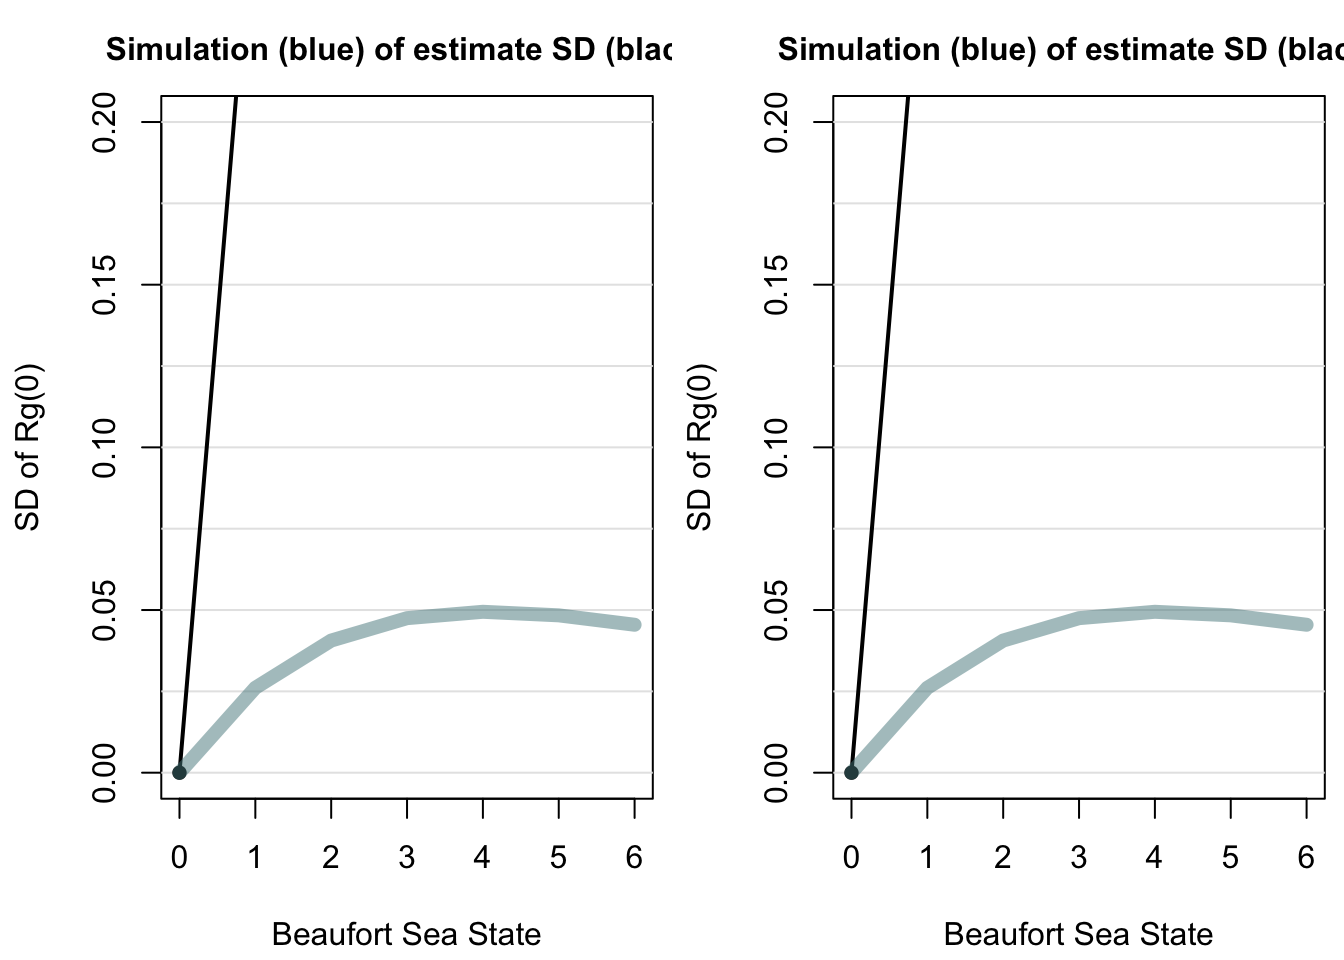 Simulation (blue) of estimate SD (blac
SD of Rg(0)
0.20
0.15
0.10
0.05
0.00
0 1 2 3 4 5 6
Beaufort Sea State
Simulation (blue) of estimate SD (blac
SD of Rg(0)
0.20
0.15
0.10
0.05
0.00
0 1 2 3 4 5 6
Beaufort Sea State